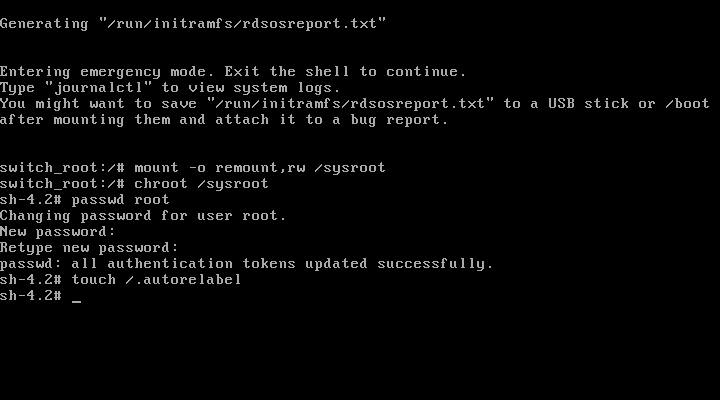 Generating "/run/initramfs/rdsosreport.txt"
Entering emergency mode. Exit the shell to continue.
Type "journalctl" to view system logs.
You might want to save "/run/initramfs/rdsosreport.txt" to a USB stick or /boot
after mounting them and attach it to a bug report.
switch_root:/# mount -o remount,rw /sysroot
switch_root:/# chroot /sysroot
sh-4.2# passwd root
Changing password for user root.
New password:
Retype new password:
passwd: all authentication tokens updated successfully.
sh-4.2# touch /.autorelabel
sh-4.2# _